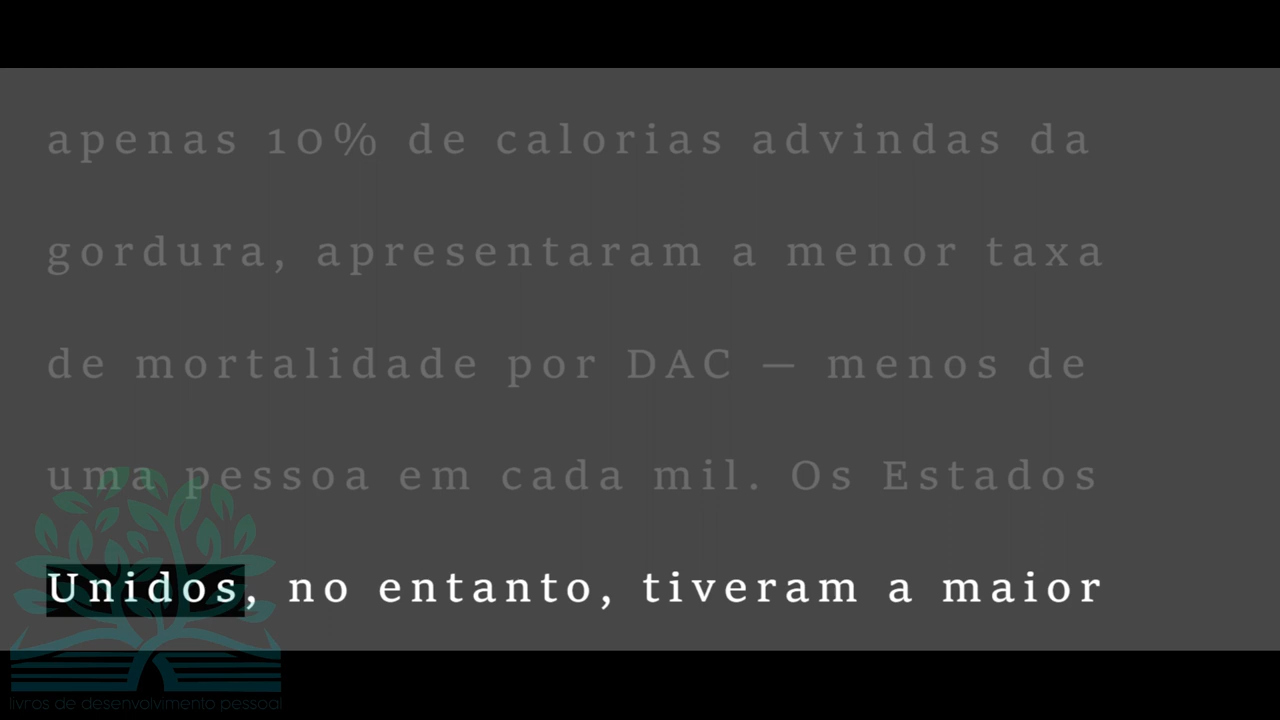 apenas 10% de calorias advindas da
gordura, apresentaram a menor taxa
de mortalidade por DAC — menos de
uma pessoa em cada mil. Os Estados
Unidos, no entanto, tiveram a maior
livros de desenvolvimento pessoal